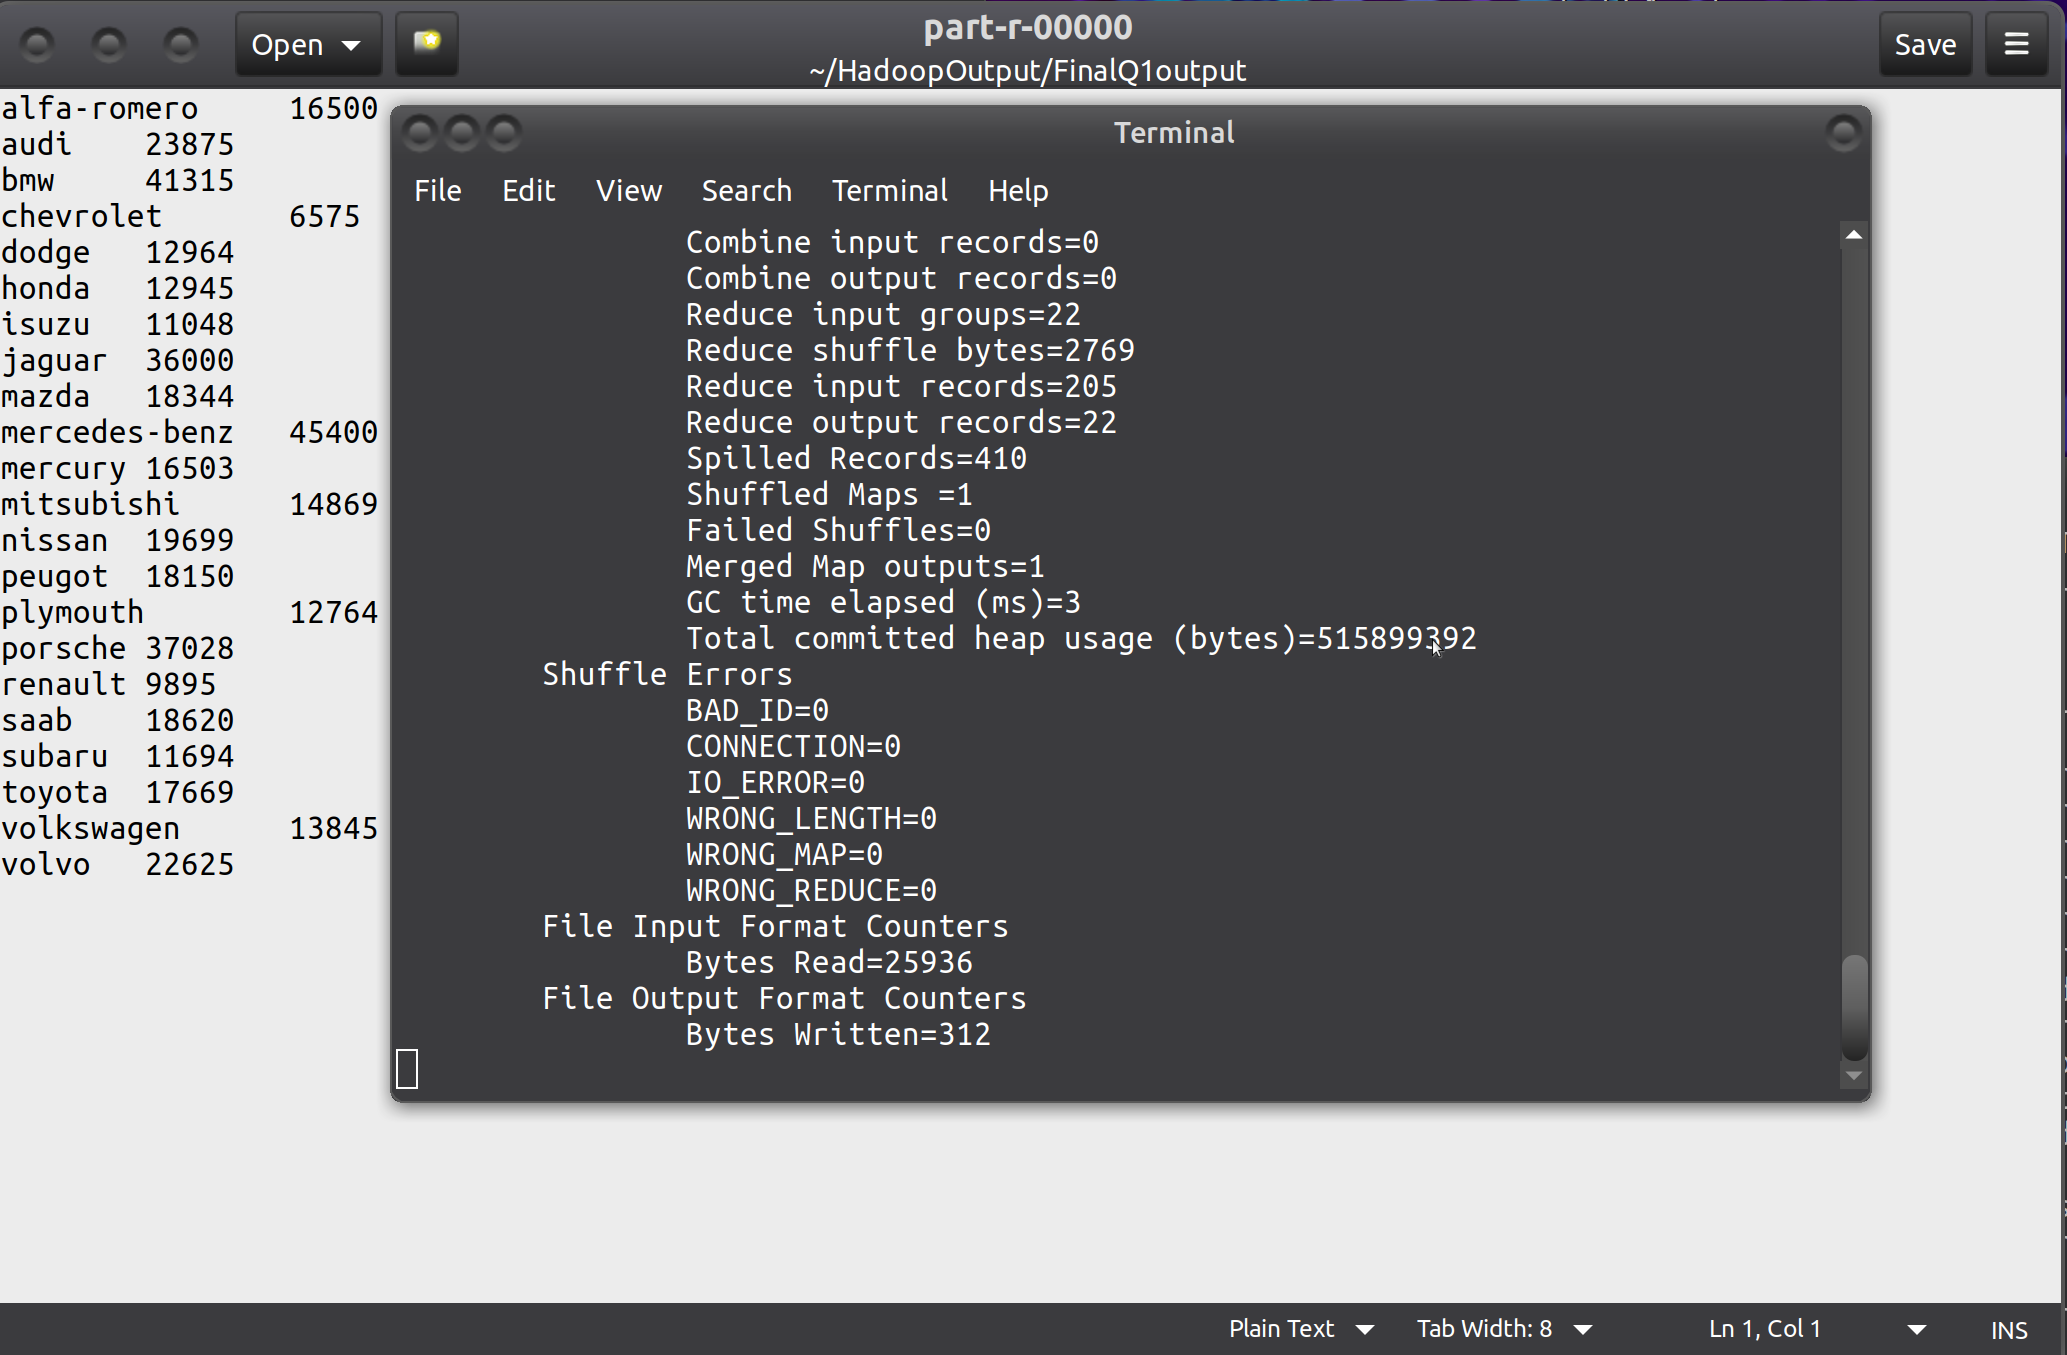 Open
part-r-00000
~/HadoopOutput/FinalQ1output
Save
alfa-romero 16500
audi 23875
bmw 41315
chevrolet 6575
dodge 12964
honda 12945
isuzu 11048
jaguar 36000
mazda 18344
mercedes-benz 45400
mercury 16503
mitsubishi 14869
nissan 19699
peugot 18150
plymouth 12764
porsche 37028
renault 9895
saab 18620
subaru 11694
toyota 17669
volkswagen 13845
volvo 22625
Terminal
File Edit View Search Terminal Help
Combine input records=0
Combine output records=0
Reduce input groups=22
Reduce shuffle bytes=2769
Reduce input records=205
Reduce output records=22
Spilled Records=410
Shuffled Maps =1
Failed Shuffles=0
Merged Map outputs=1
GC time elapsed (ms)=3
Total committed heap usage (bytes)=515899392
Shuffle Errors
BAD_ID=0
CONNECTION=0
IO_ERROR=0
WRONG_LENGTH=0
WRONG_MAP=0
WRONG_REDUCE=0
File Input Format Counters
Bytes Read=25936
File Output Format Counters
Bytes Written=312
Plain Text Tab Width: 8 Ln 1, Col 1 INS